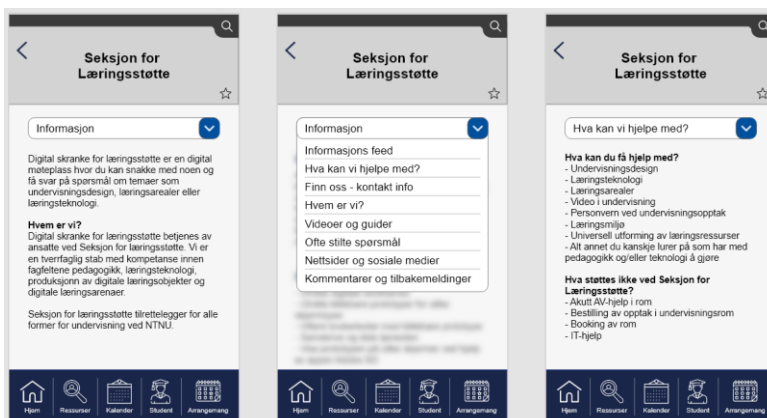 Seksjon for
Læringsstøtte
Informasjon
Digital skranke for læringsstøtte er en digital
møteplass hvor du kan snakke med noen og
få svar på spørsmål om temaer som
undervisningsdesign, læringsarealer eller
læringsteknologi.
Hvem er vi?
Digital skranke for læringsstøtte betjenes av
ansatte ved Seksjon for læringsstøtte. Vi er
en tverrfaglig stab med kompetanse innen
fagfeltene pedagogikk, læringsteknologi,
produksjonn av digitale læringsobjekter og
digitale læringsarenaer.
Seksjon for læringsstøtte tilrettelegger for alle
former for undervisning ved NTNU.
Hjem
Ressurser
Kalender
Student
Arrangemang
Seksjon for
Læringsstøtte
Informasjon
Informasjons feed
Hva kan vi hjelpe med?
Finn oss - kontakt info
Hvem er vi?
Videoer og guider
Ofte stilte spørsmål
Nettsider og sosiale medier
Kommentarer og tilbakemeldinger
Hjem
Ressurser
Kalender
Student
Arrangemang
Seksjon for
Læringsstøtte
Hva kan vi hjelpe med?
Hva kan du få hjelp med?
- Undervisningsdesign
- Læringsteknologi
- Læringsarealer
- Video i undervisning
- Personvern ved undervisningsopptak
- Læringsmiljø
- Universell utforming av læringsressurser
- Alt annet du kanskje lurer på som har med
pedagogikk og/eller teknologi å gjøre
Hva støttes ikke ved Seksjon for
Læringsstøtte?
- Akutt AV-hjelp i rom
- Bestilling av opptak i undervisningsrom
- Booking av rom
- IT-hjelp
Hjem
Ressurser
Kalender
Student
Arrangemang